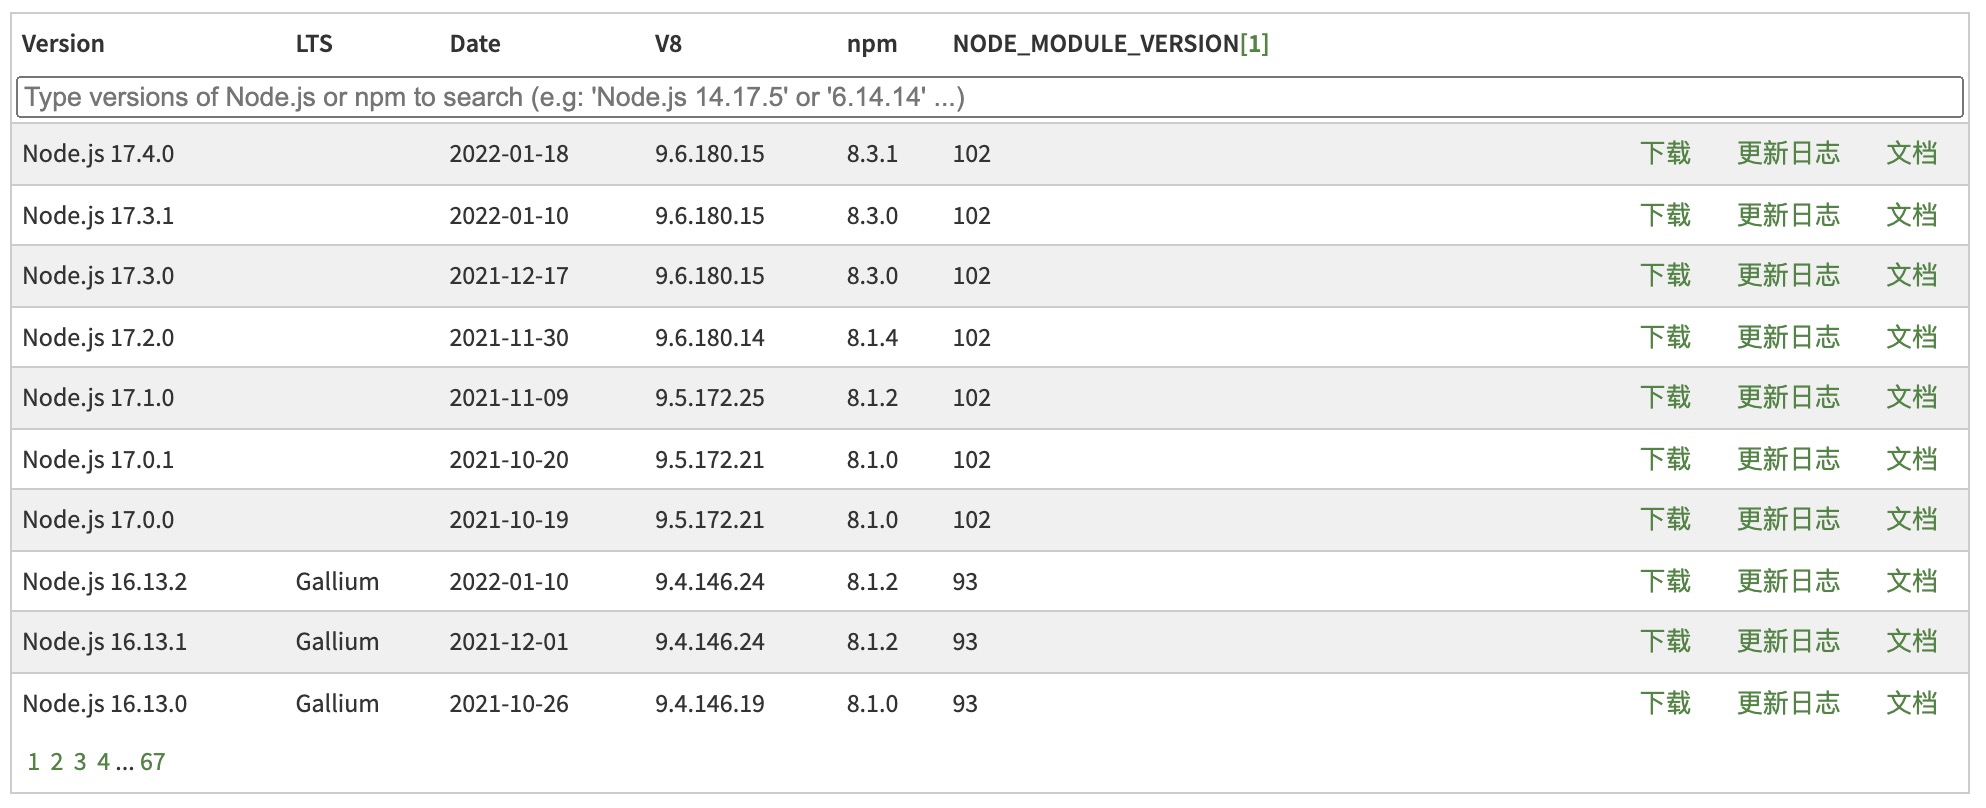 Version LTS Date V8 npm NODE_MODULE_VERSION[1]
Type versions of Node.js or npm to search (e.g: 'Node.js 14.17.5' or '6.14.14' ...)
Node.js 17.4.0 2022-01-18 9.6.180.15 8.3.1 102 下载 更新日志 文档
Node.js 17.3.1 2022-01-10 9.6.180.15 8.3.0 102 下载 更新日志 文档
Node.js 17.3.0 2021-12-17 9.6.180.15 8.3.0 102 下载 更新日志 文档
Node.js 17.2.0 2021-11-30 9.6.180.14 8.1.4 102 下载 更新日志 文档
Node.js 17.1.0 2021-11-09 9.5.172.25 8.1.2 102 下载 更新日志 文档
Node.js 17.0.1 2021-10-20 9.5.172.21 8.1.0 102 下载 更新日志 文档
Node.js 17.0.0 2021-10-19 9.5.172.21 8.1.0 102 下载 更新日志 文档
Node.js 16.13.2 Gallium 2022-01-10 9.4.146.24 8.1.2 93 下载 更新日志 文档
Node.js 16.13.1 Gallium 2021-12-01 9.4.146.24 8.1.2 93 下载 更新日志 文档
Node.js 16.13.0 Gallium 2021-10-26 9.4.146.19 8.1.0 93 下载 更新日志 文档
1 2 3 4 ... 67